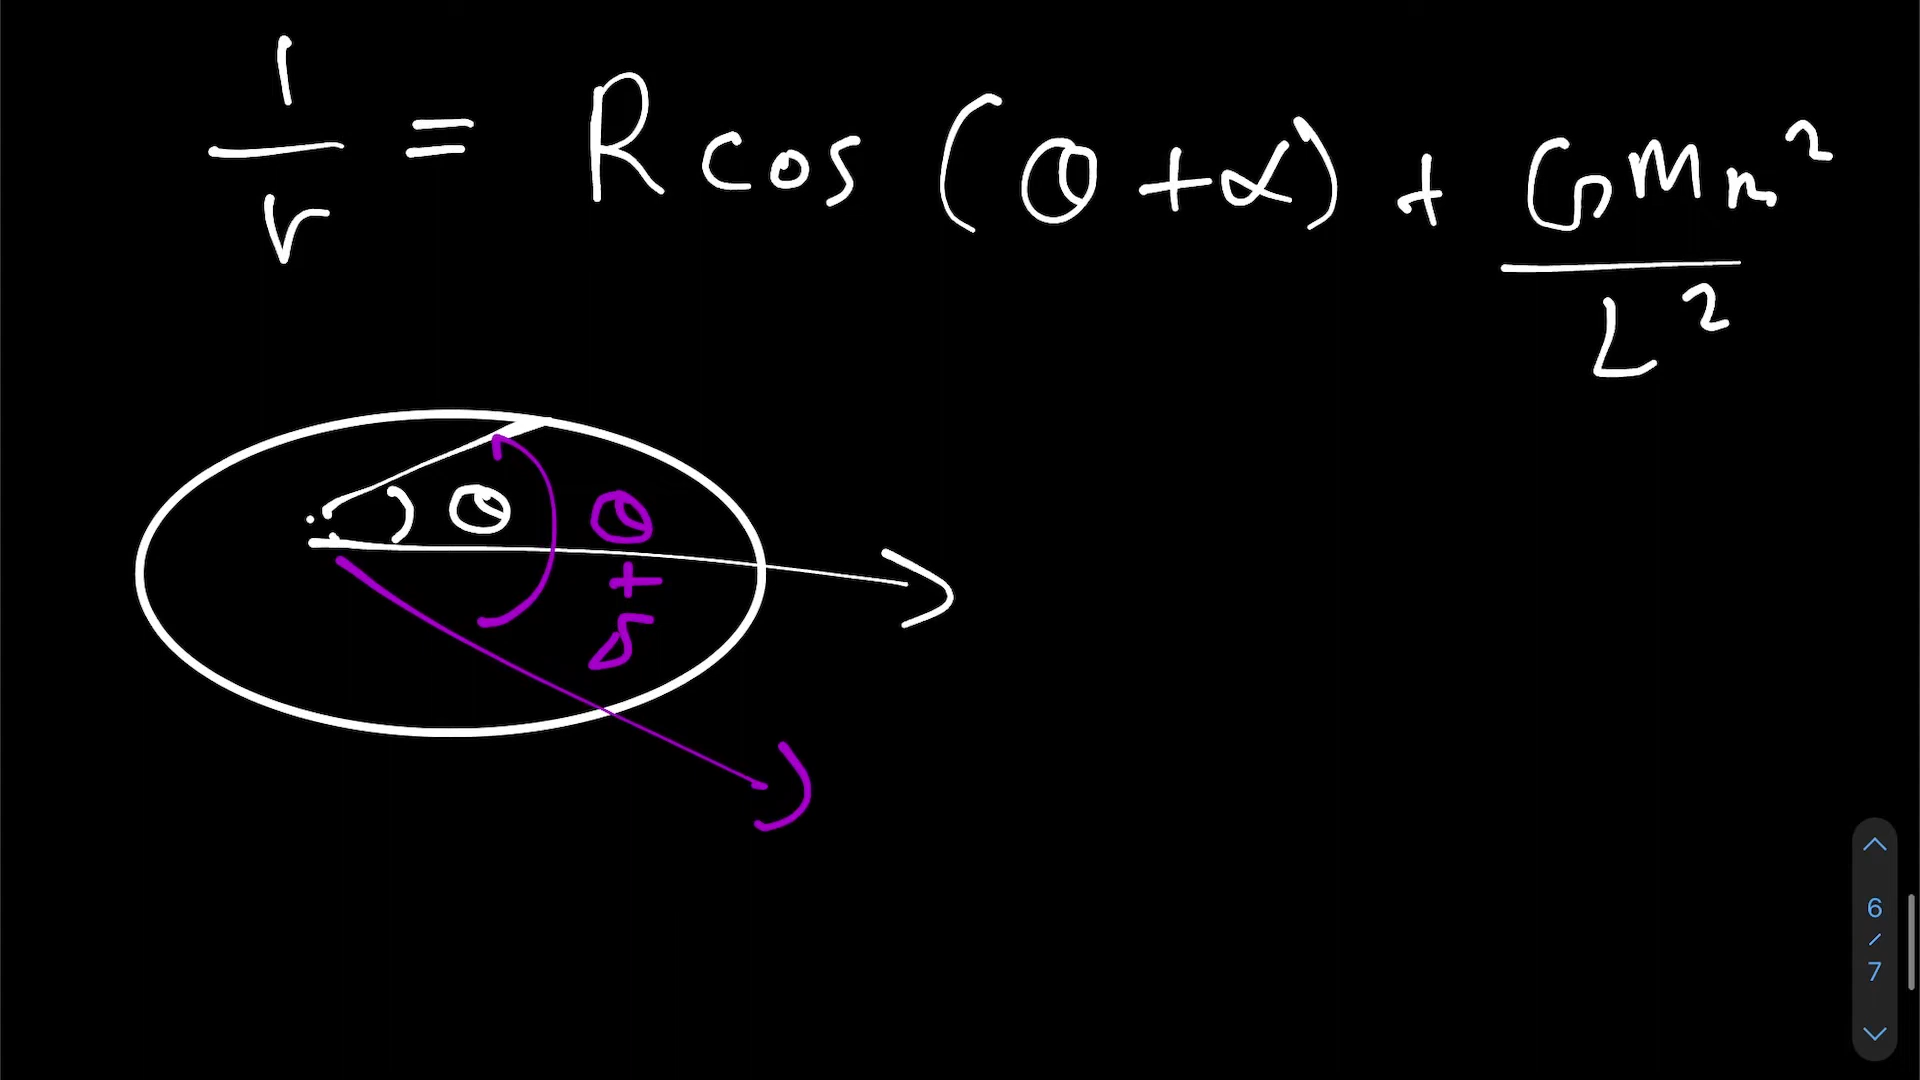 1/r = R cos (θ + α) + GMm²/L²
θ
θ
+
6
/
7